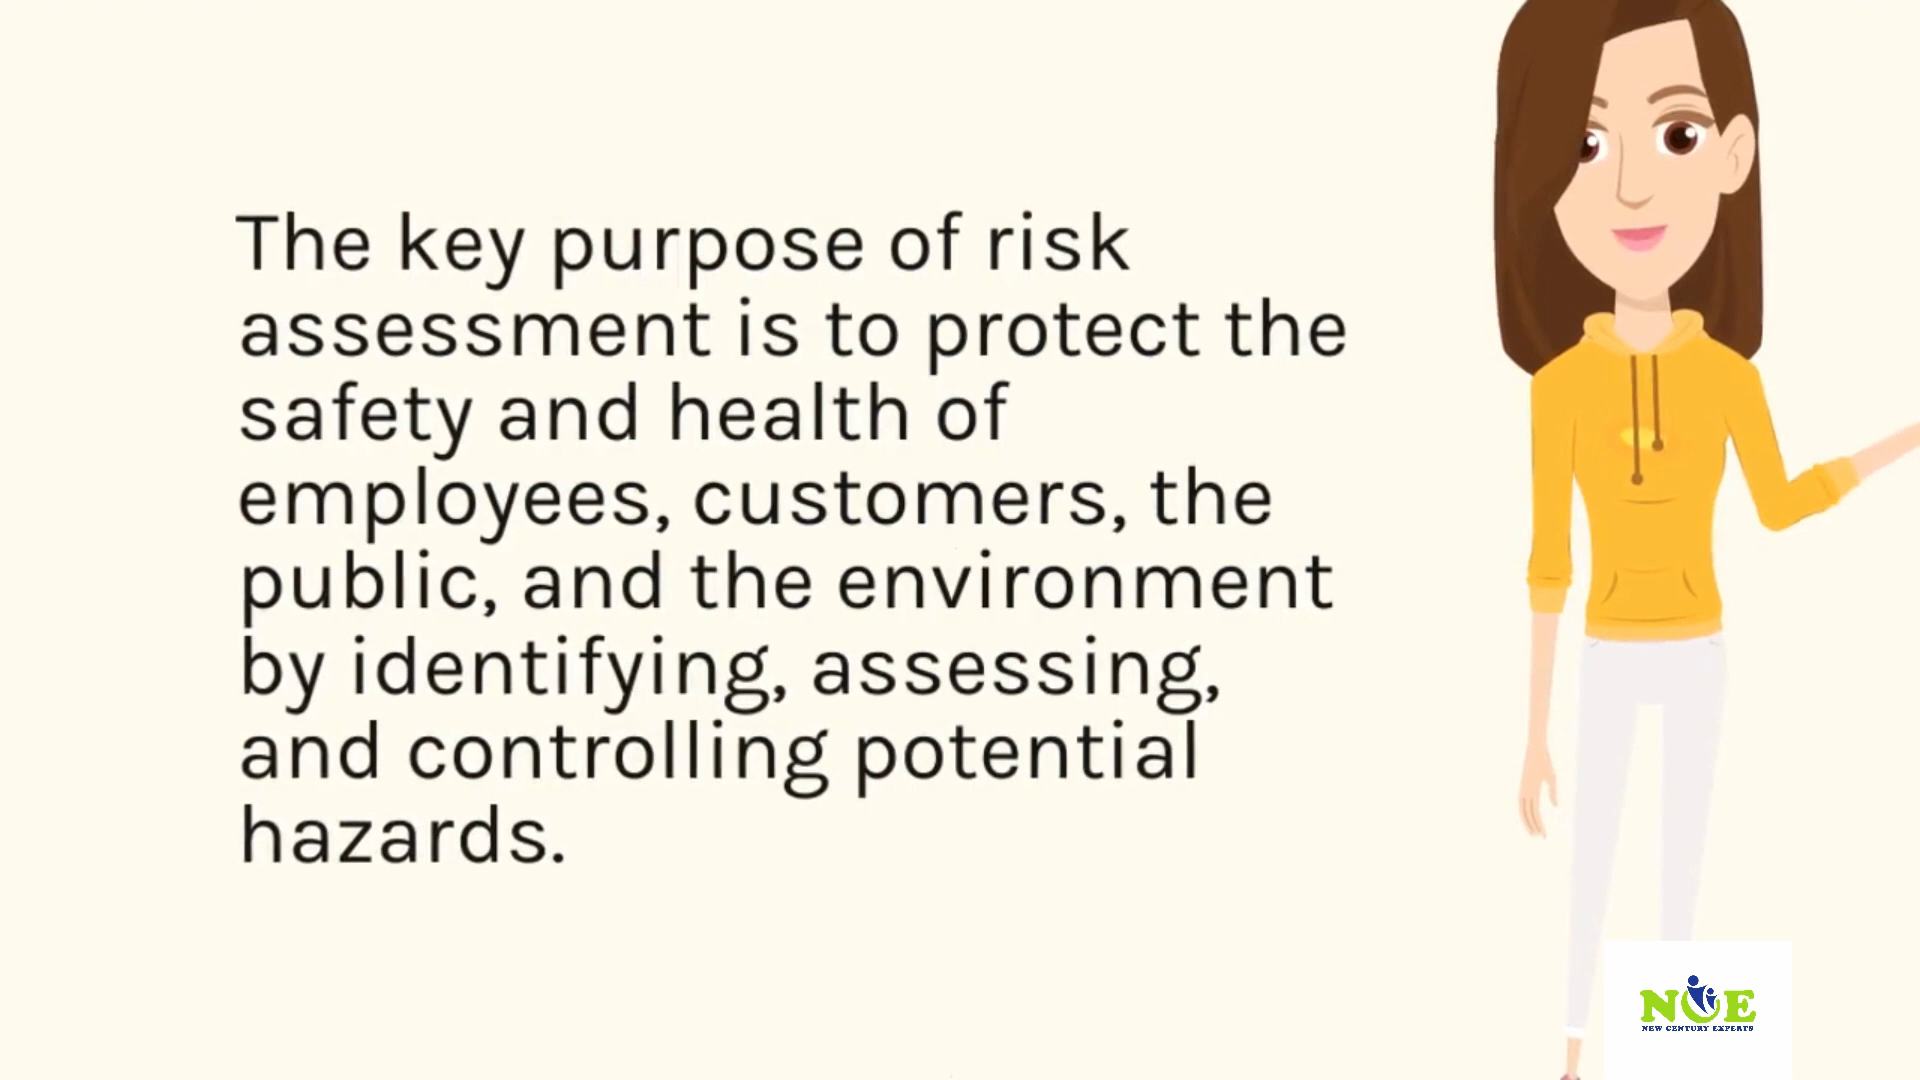 The key purpose of risk
assessment is to protect the
safety and health of
employees, customers, the
public, and the environment
by identifying, assessing,
and controlling potential
hazards.
NCE
NEW CENTURY EXPERTS